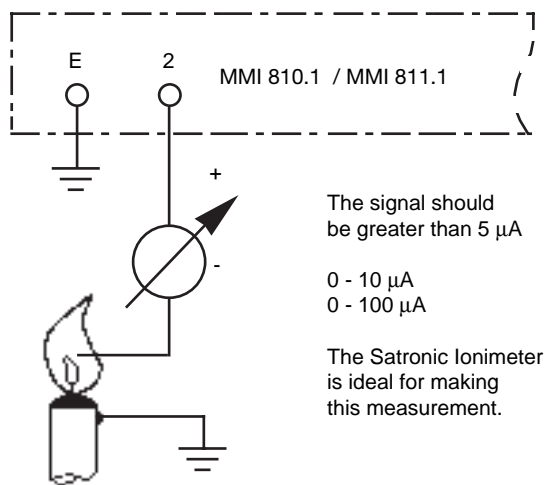 E
2
MMI 810.1 / MMI 811.1
+
-
The signal should
be greater than 5 μA
0 - 10 μA
0 - 100 μA
The Satronic Ionimeter
is ideal for making
this measurement.